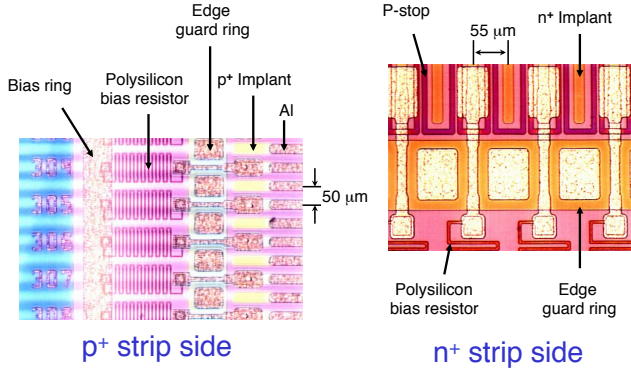 Edge
guard ring
Bias ring
Polysilicon
bias resistor
p+ Implant
Al
50 μm
p+ strip side
P-stop
55 μm
n+ Implant
Polysilicon
bias resistor
Edge
guard ring
n+ strip side